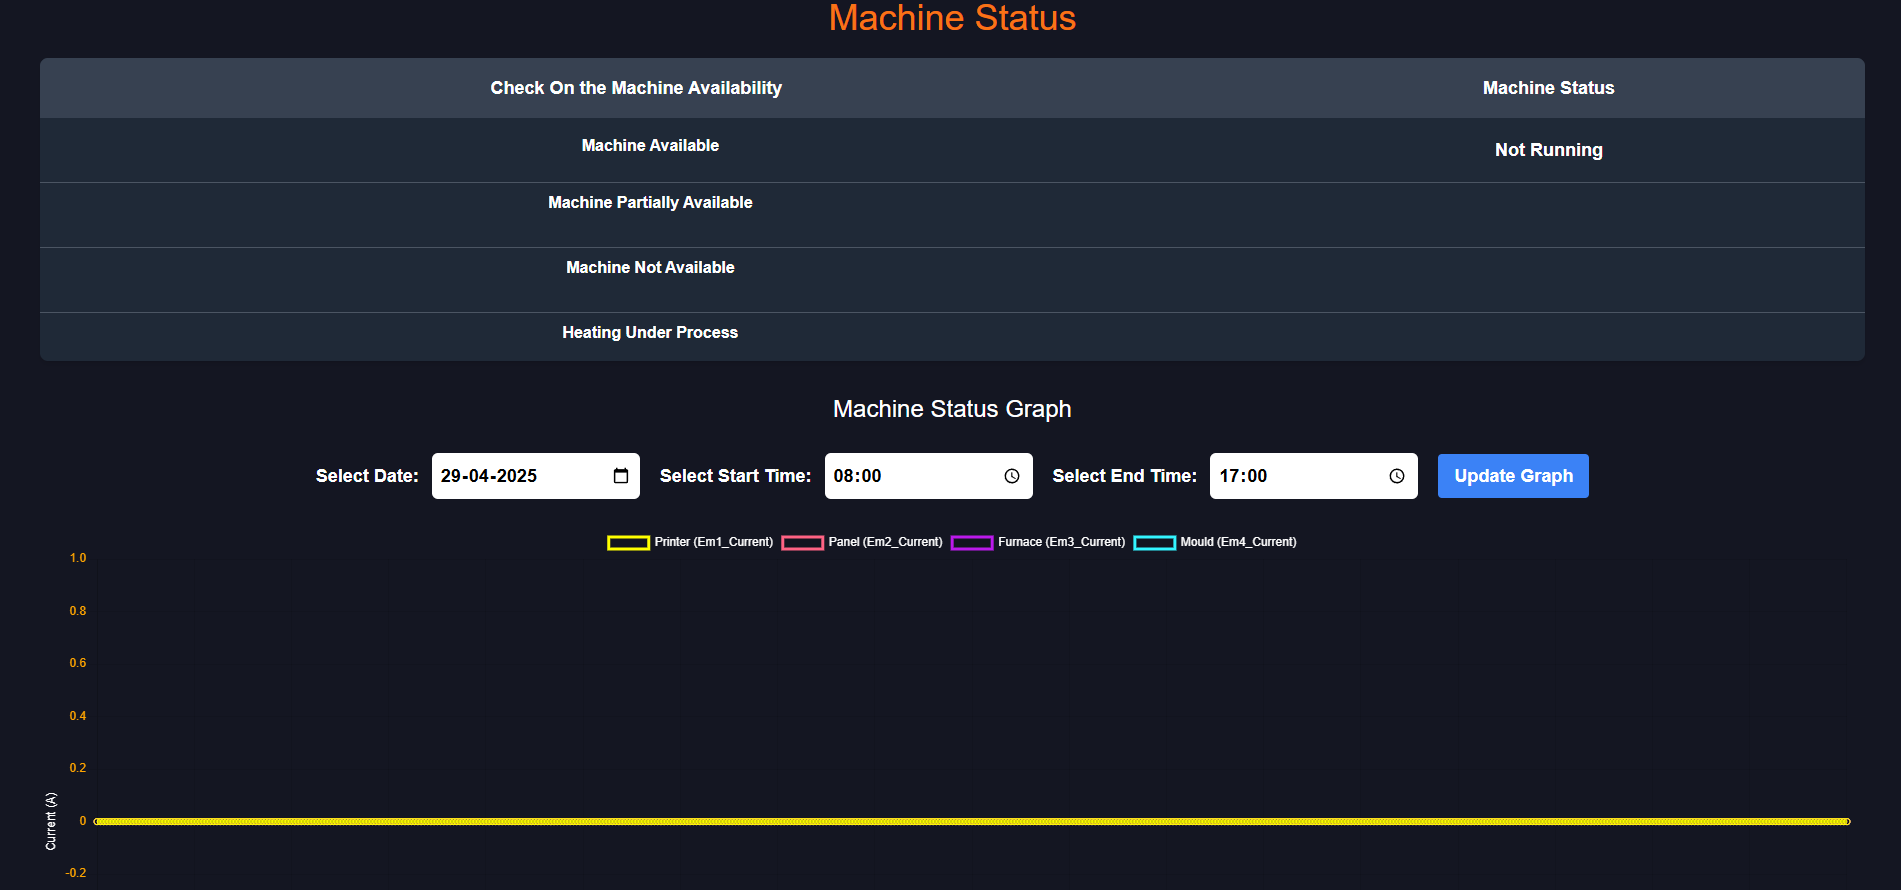 Machine Status
Check On the Machine Availability Machine Status
Machine Available Not Running
Machine Partially Available
Machine Not Available
Heating Under Process
Machine Status Graph
Select Date: 29-04-2025 Select Start Time: 08:00 Select End Time: 17:00 Update Graph
Printer (Em1_Current) Panel (Em2_Current) Furnace (Em3_Current) Mould (Em4_Current)
1.0
0.8
0.6
0.4
0.2
0
-0.2
Current (A)